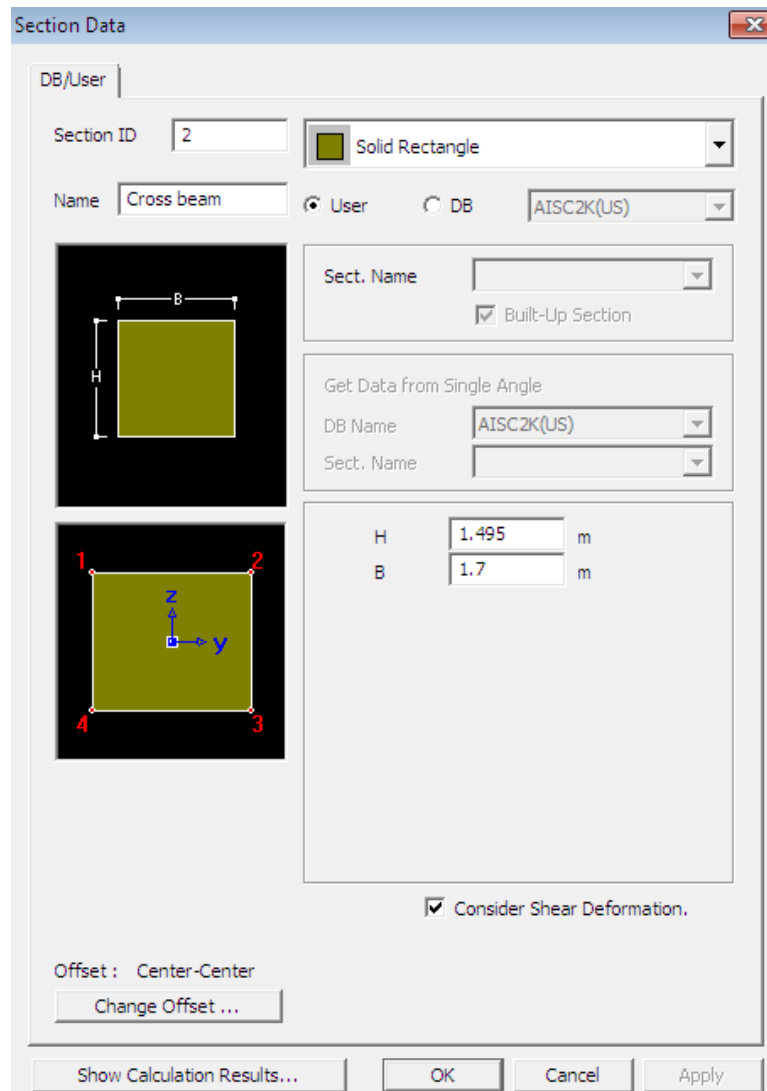 Section Data
DB/User
Section ID 2 Solid Rectangle
Name Cross beam User DB AISC2K(US)
B
H
Sect. Name
Built-Up Section
Get Data from Single Angle
DB Name AISC2K(US)
Sect. Name
1 2
z
y
4 3
H 1.495 m
B 1.7 m
Consider Shear Deformation.
Offset : Center-Center
Change Offset ...
Show Calculation Results... OK Cancel Apply